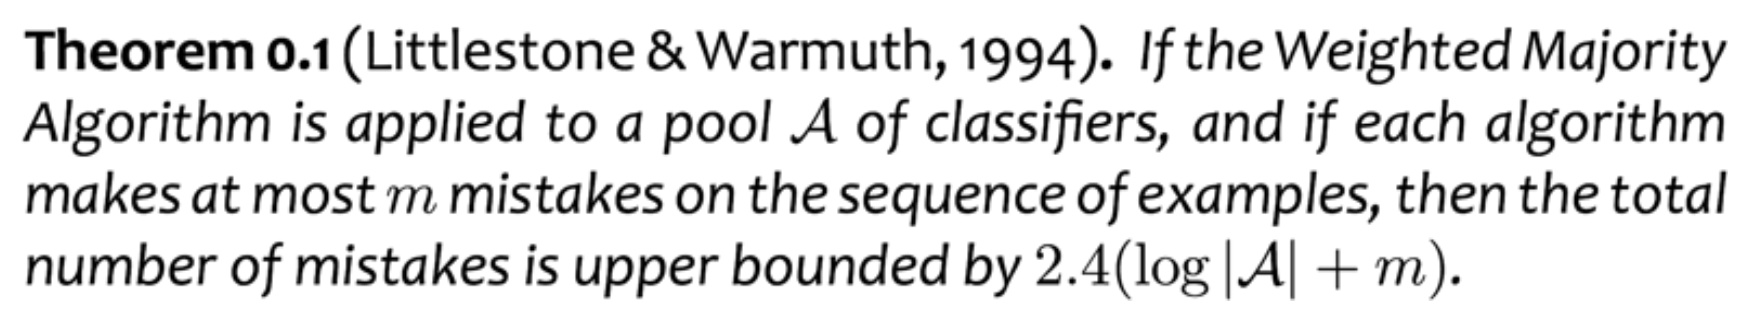 Theorem 0.1 (Littlestone & Warmuth, 1994). If the Weighted Majority
Algorithm is applied to a pool 𝒜 of classifiers, and if each algorithm
makes at most m mistakes on the sequence of examples, then the total
number of mistakes is upper bounded by 2.4(log |𝒜| + m).